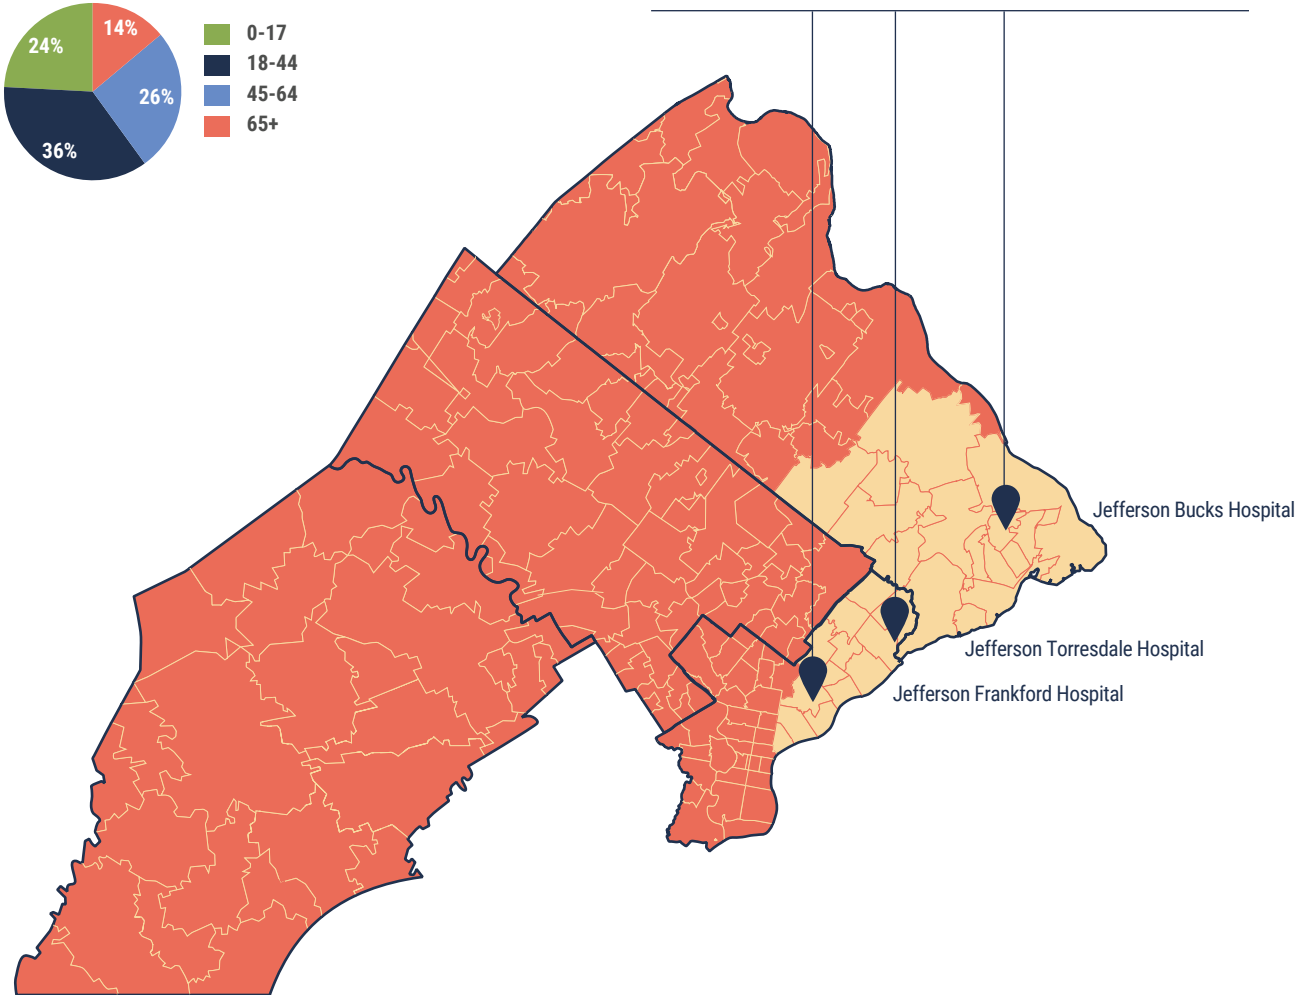 14%
24%
26%
36%
0-17
18-44
45-64
65+
Jefferson Bucks Hospital
Jefferson Torresdale Hospital
Jefferson Frankford Hospital